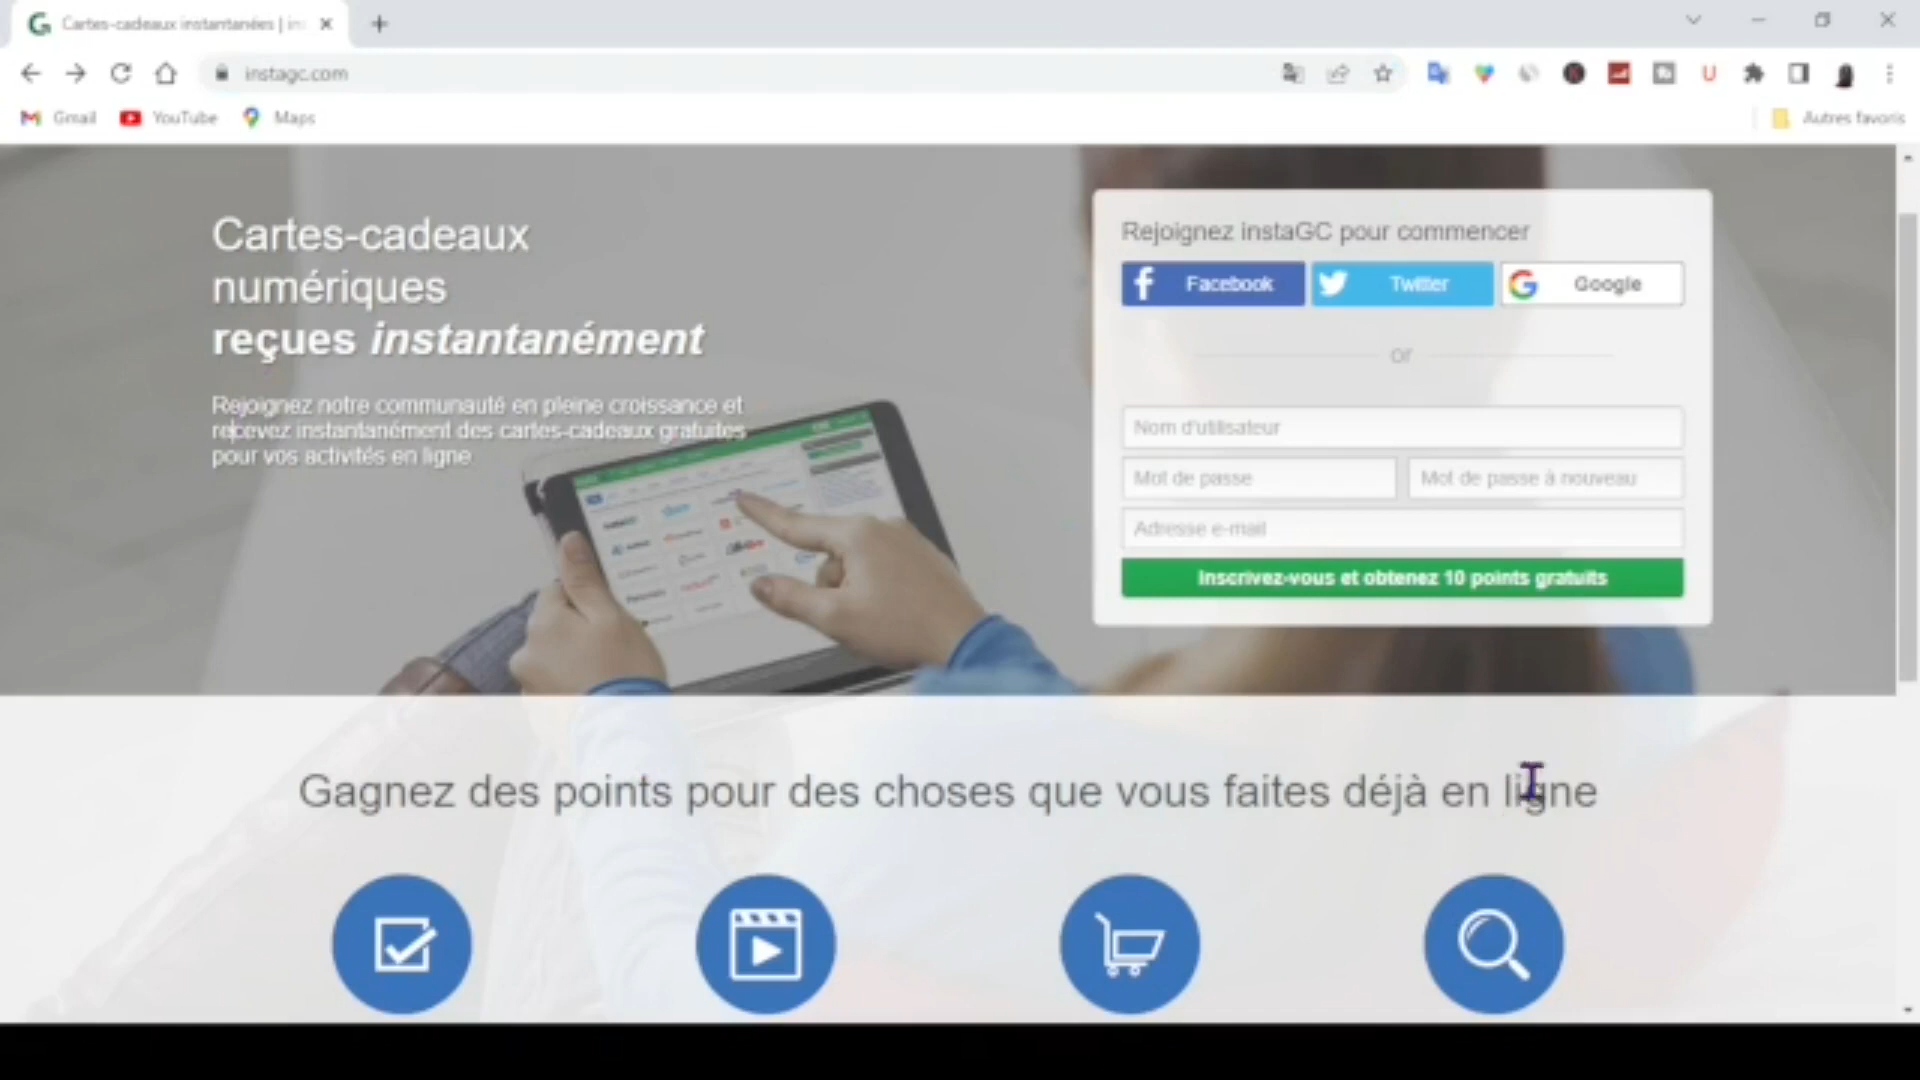 Cartes-cadeaux instantanées | in
instagc.com
Gmail
YouTube
Maps
Autres favoris
Cartes-cadeaux
numériques
reçues instantanément
Rejoignez notre communauté en pleine croissance et
recevez instantanément des cartes-cadeaux gratuites
pour vos activités en ligne
Rejoignez instaGC pour commencer
Facebook
Twitter
Google
or
Nom d'utilisateur
Mot de passe
Mot de passe à nouveau
Adresse e-mail
Inscrivez-vous et obtenez 10 points gratuits
Gagnez des points pour des choses que vous faites déjà en ligne